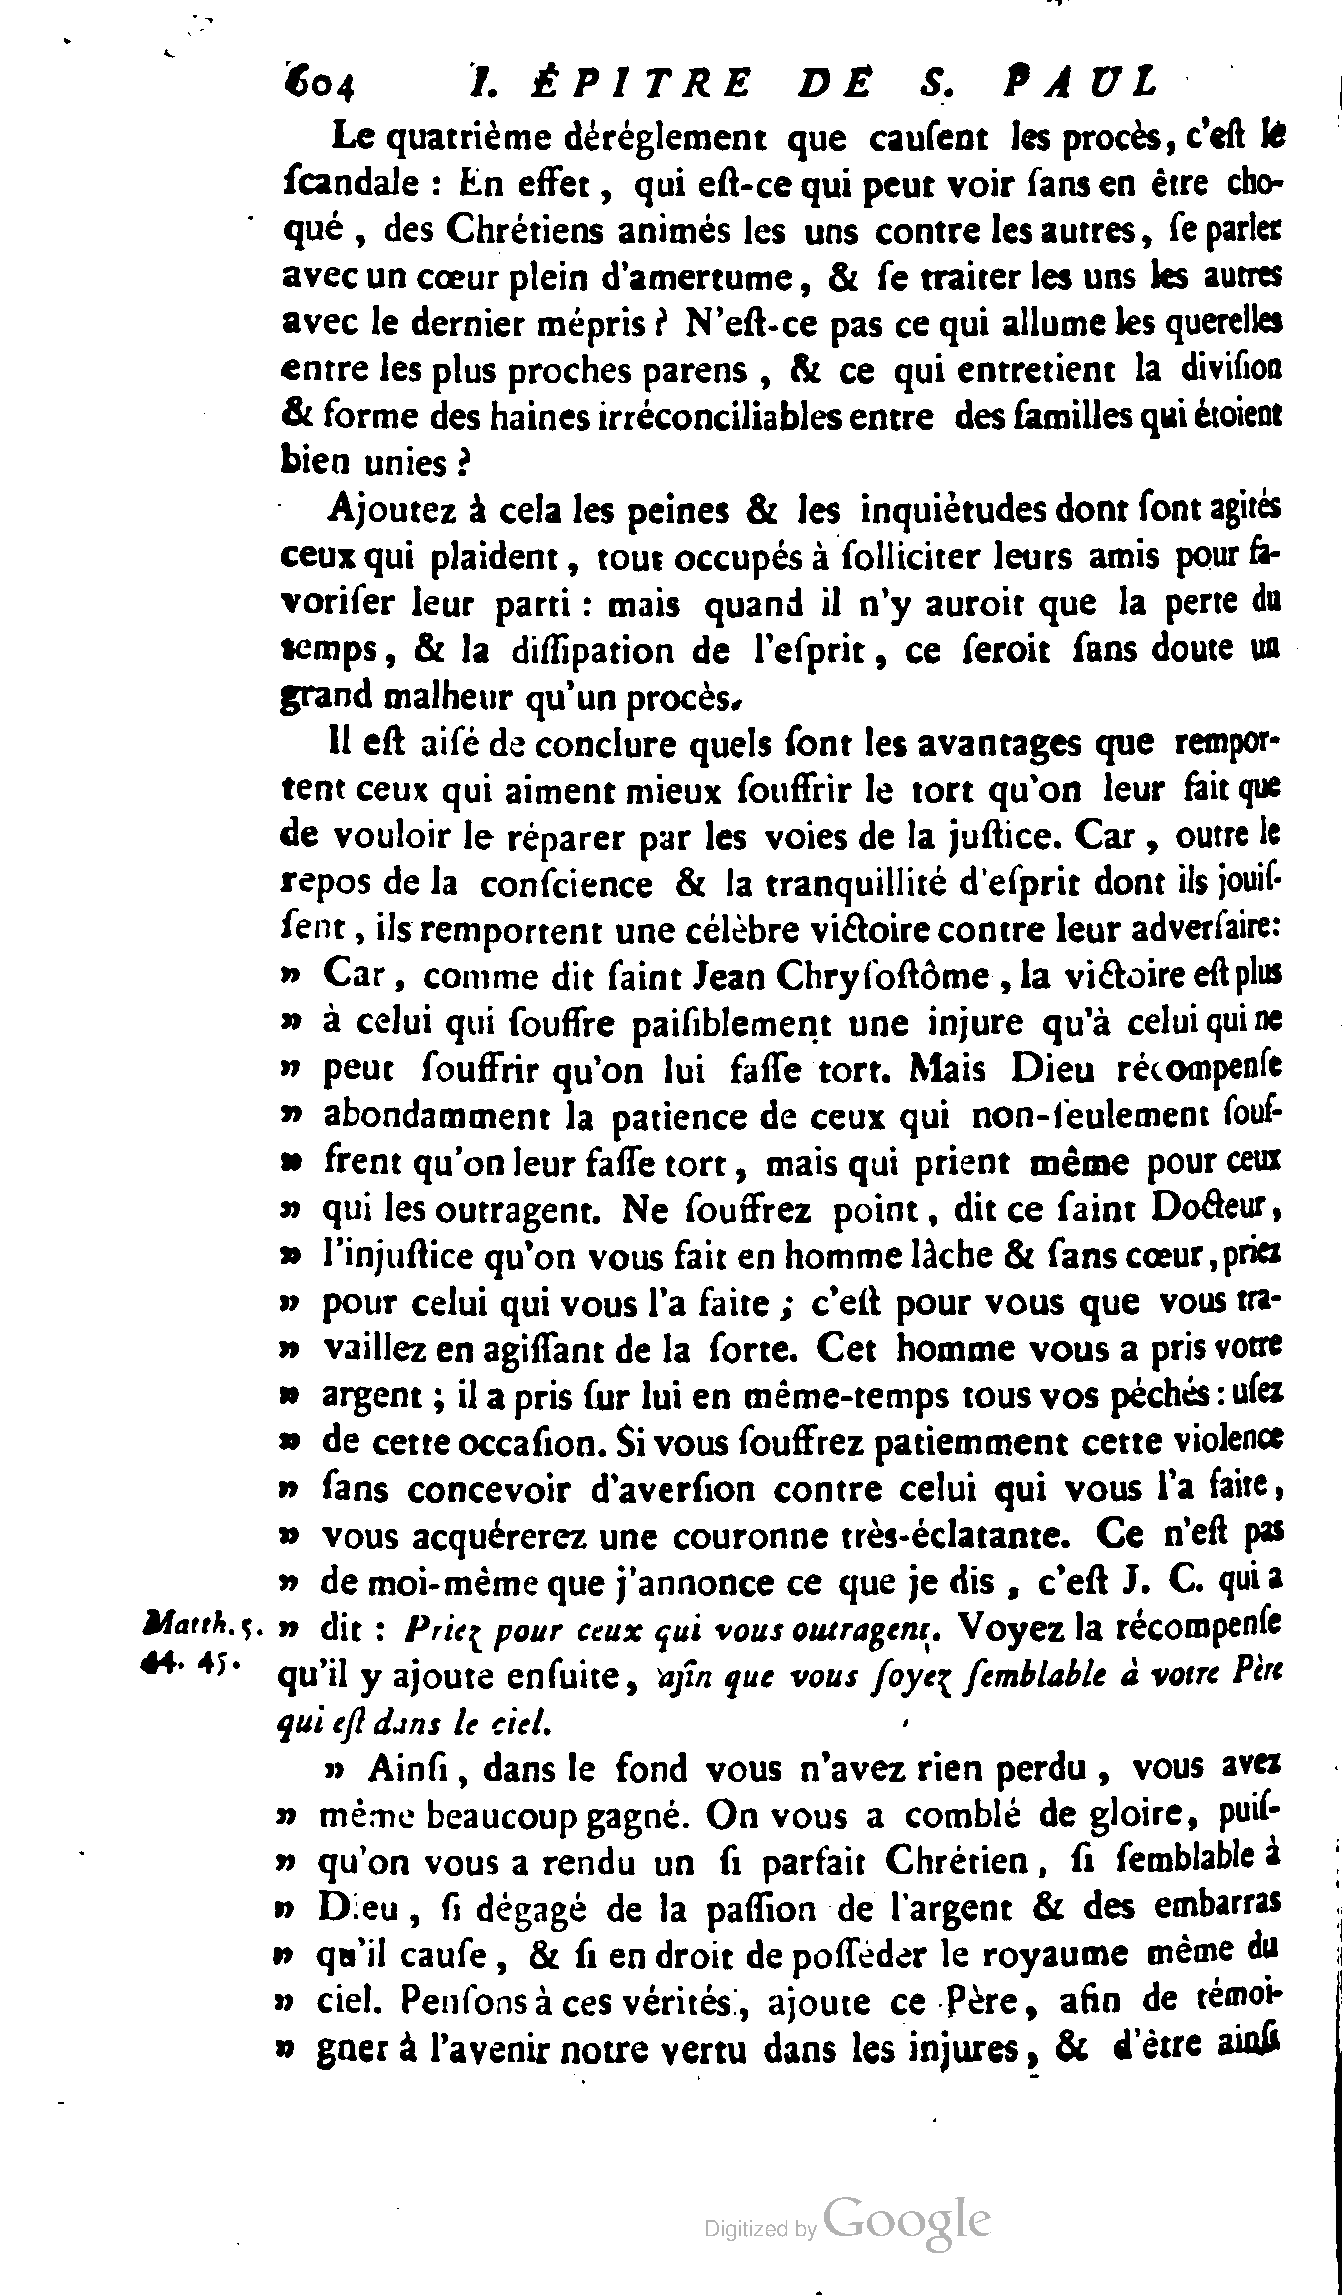 604 I. ÉPITRE DE S. PAUL
Le quatrième déréglement que cauſent les procès, c'eſt le
ſcandale : En effet, qui eſt-ce qui peut voir ſans en être cho-
qué, des Chrétiens animés les uns contre les autres, ſe parler
avec un cœur plein d'amertume, & ſe traiter les uns les autres
avec le dernier mépris ? N'eſt-ce pas ce qui allume les querelles
entre les plus proches parens, & ce qui entretient la diviſion
& forme des haines irréconciliables entre des familles qui étoient
bien unies ?
Ajoutez à cela les peines & les inquiètudes dont ſont agités
ceux qui plaident, tout occupés à ſolliciter leurs amis pour fa-
voriſer leur parti : mais quand il n'y auroit que la perte du
temps, & la diſſipation de l'eſprit, ce ſeroit ſans doute un
grand malheur qu'un procès.
Il eſt aiſé de conclure quels ſont les avantages que rempor-
tent ceux qui aiment mieux ſouffrir le tort qu'on leur fait que
de vouloir le réparer par les voies de la juſtice. Car, outre le
repos de la conſcience & la tranquillité d'eſprit dont ils jouiſ-
ſent, ils remportent une célèbre victoire contre leur adverſaire:
» Car, comme dit ſaint Jean Chryſoſtôme, la victoire eſt plus
» à celui qui ſouffre paiſiblement une injure qu'à celui qui ne
» peut ſouffrir qu'on lui faſſe tort. Mais Dieu récompenſe
» abondamment la patience de ceux qui non-ſeulement ſouf-
» frent qu'on leur faſſe tort, mais qui prient même pour ceux
» qui les outragent. Ne ſouffrez point, dit ce ſaint Docteur,
» l'injuſtice qu'on vous fait en homme lâche & ſans cœur, priez
» pour celui qui vous l'a faite ; c'eſt pour vous que vous tra-
» vaillez en agiſſant de la ſorte. Cet homme vous a pris votre
» argent ; il a pris ſur lui en même-temps tous vos péchés : uſez
» de cette occaſion. Si vous ſouffrez patiemment cette violence
» ſans concevoir d'averſion contre celui qui vous l'a faite,
» vous acquérerez une couronne très-éclatante. Ce n'eſt pas
» de moi-même que j'annonce ce que je dis, c'eſt J. C. qui a
Matth. 5. » dit : Priez pour ceux qui vous outragent. Voyez la récompenſe
44. 45. qu'il y ajoute enſuite, afin que vous ſoyez ſemblable à votre Père
qui eſt dans le ciel.
» Ainſi, dans le fond vous n'avez rien perdu, vous avez
» même beaucoup gagné. On vous a comblé de gloire, puiſ-
» qu'on vous a rendu un ſi parfait Chrétien, ſi ſemblable à
» Dieu, ſi dégagé de la paſſion de l'argent & des embarras
» qu'il cauſe, & ſi en droit de poſſéder le royaume même du
» ciel. Penſons à ces vérités, ajoute ce Père, afin de témoi-
» gner à l'avenir notre vertu dans les injures, & d'être ainſi
Digitized by Google